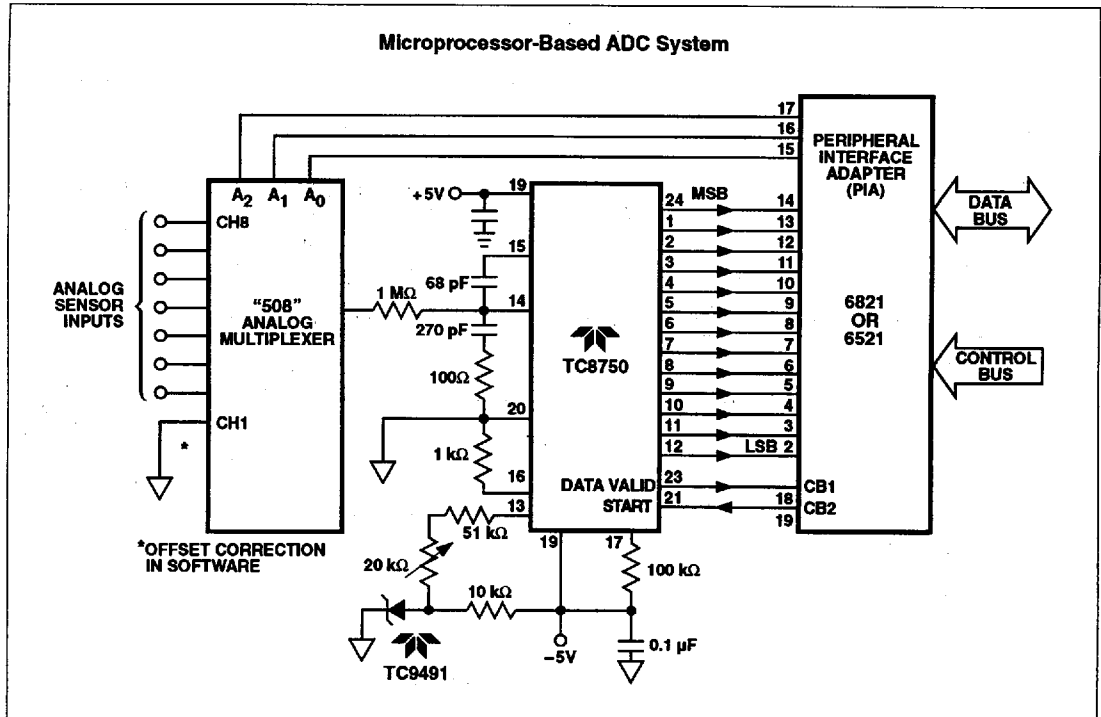 Microprocessor-Based ADC System
17
16
15
PERIPHERAL
INTERFACE
ADAPTER
(PIA)
A2 A1 A0
+5V
19
24 MSB 14
1 13
2 12
3 11
4 10
5 9
6 8
7 7
8 6
9 5
10 4
11 3
12 LSB 2
DATA VALID 23 CB1
START 21 18 CB2
19
DATA
BUS
6821
OR
6521
CONTROL
BUS
CH8
ANALOG
SENSOR
INPUTS
"508"
ANALOG
MULTIPLEXER
CH1
*
*OFFSET CORRECTION
IN SOFTWARE
15
68 pF
1 MΩ
14
270 pF
100Ω
20
1 kΩ
16
TC8750
13
51 kΩ
19
17
20 kΩ
10 kΩ
100 kΩ
-5V
0.1 µF
TC9491